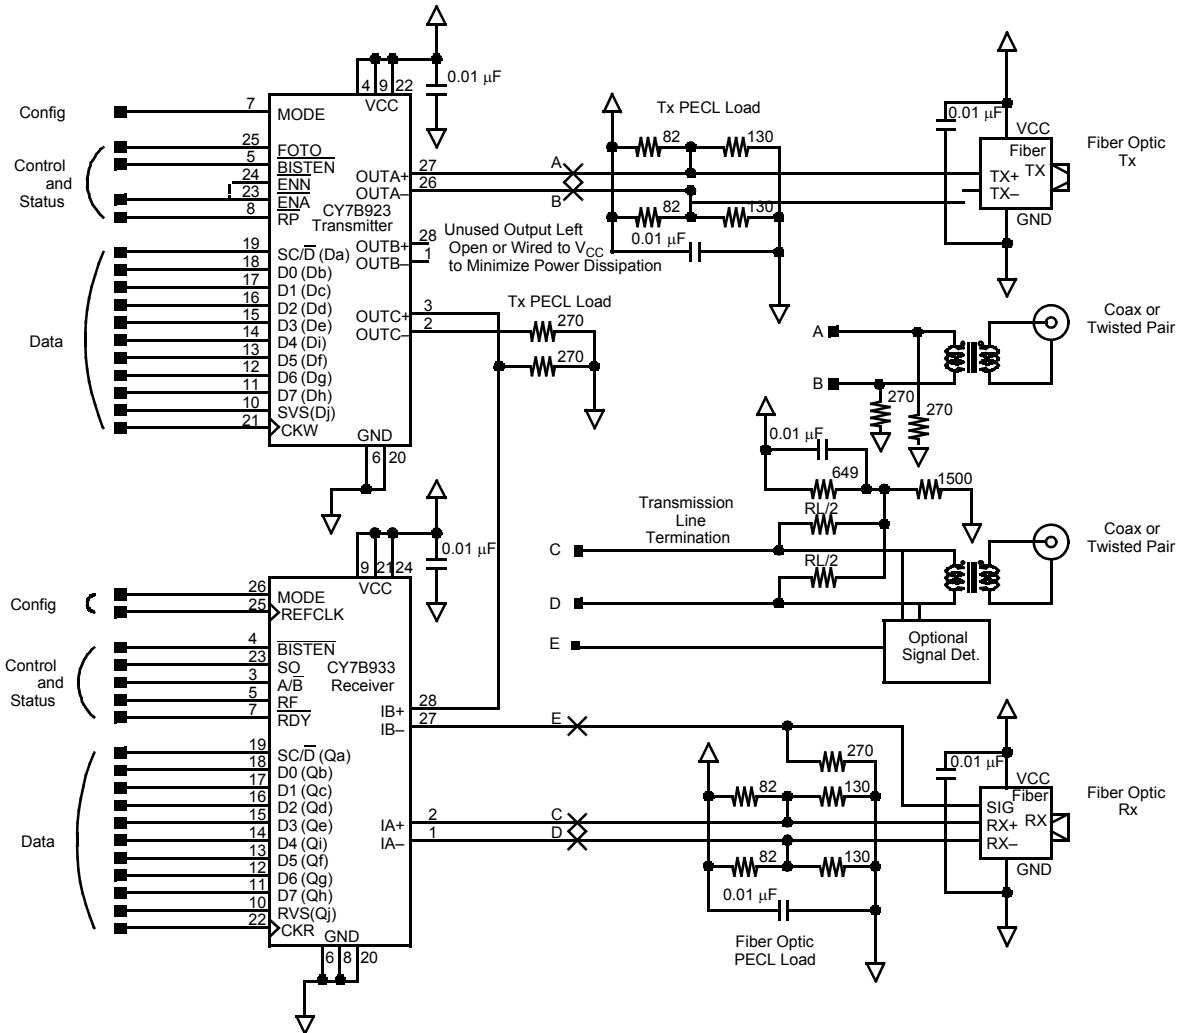 0.01 μF
4 9 22
VCC
Config
7
MODE
Control
and
Status
25
FOTO
5
BISTEN
24
ENN
23
ENA
8
RP
CY7B923
Transmitter
OUTA+
27
OUTA–
26
A
B
28
OUTB+
1
OUTB–
Unused Output Left
Open or Wired to VCC
to Minimize Power Dissipation
Data
19
SC/D (Da)
18
D0 (Db)
17
D1 (Dc)
16
D2 (Dd)
15
D3 (De)
14
D4 (Di)
13
D5 (Df)
12
D6 (Dg)
11
D7 (Dh)
10
SVS(Dj)
21
CKW
OUTC+
3
OUTC–
2
GND
6 20
Tx PECL Load
82
130
82
130
0.01 μF
Tx PECL Load
270
270
0.01 μF
VCC
Fiber
TX
TX+
TX–
GND
Fiber Optic
Tx
A
B
270
270
Coax or
Twisted Pair
0.01 μF
649
1500
RL/2
RL/2
Transmission
Line
Termination
C
D
E
Optional
Signal Det.
Coax or
Twisted Pair
0.01 μF
9 21 24
VCC
Config
26
MODE
25
REFCLK
Control
and
Status
4
BISTEN
23
SO
3
A/B
5
RF
7
RDY
CY7B933
Receiver
IB+
28
IB–
27
E
Data
19
SC/D (Qa)
18
D0 (Qb)
17
D1 (Qc)
16
D2 (Qd)
15
D3 (Qe)
14
D4 (Qi)
13
D5 (Qf)
12
D6 (Qg)
11
D7 (Qh)
10
RVS(Qj)
22
CKR
IA+
2
IA–
1
C
D
GND
6 8 20
270
82
130
82
130
0.01 μF
Fiber Optic
PECL Load
0.01 μF
VCC
Fiber
SIG
RX
RX+
RX–
GND
Fiber Optic
Rx